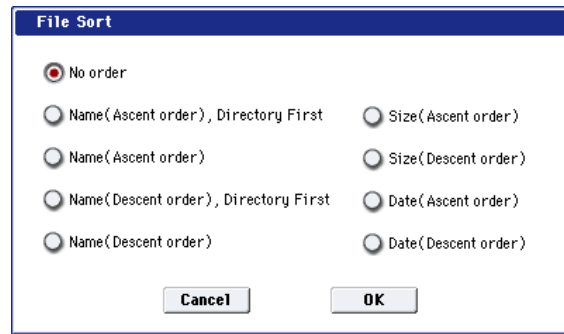 File Sort
No order
Name(Ascent order), Directory First
Size(Ascent order)
Name(Ascent order)
Size(Descent order)
Name(Descent order), Directory First
Date(Ascent order)
Name(Descent order)
Date(Descent order)
Cancel
OK